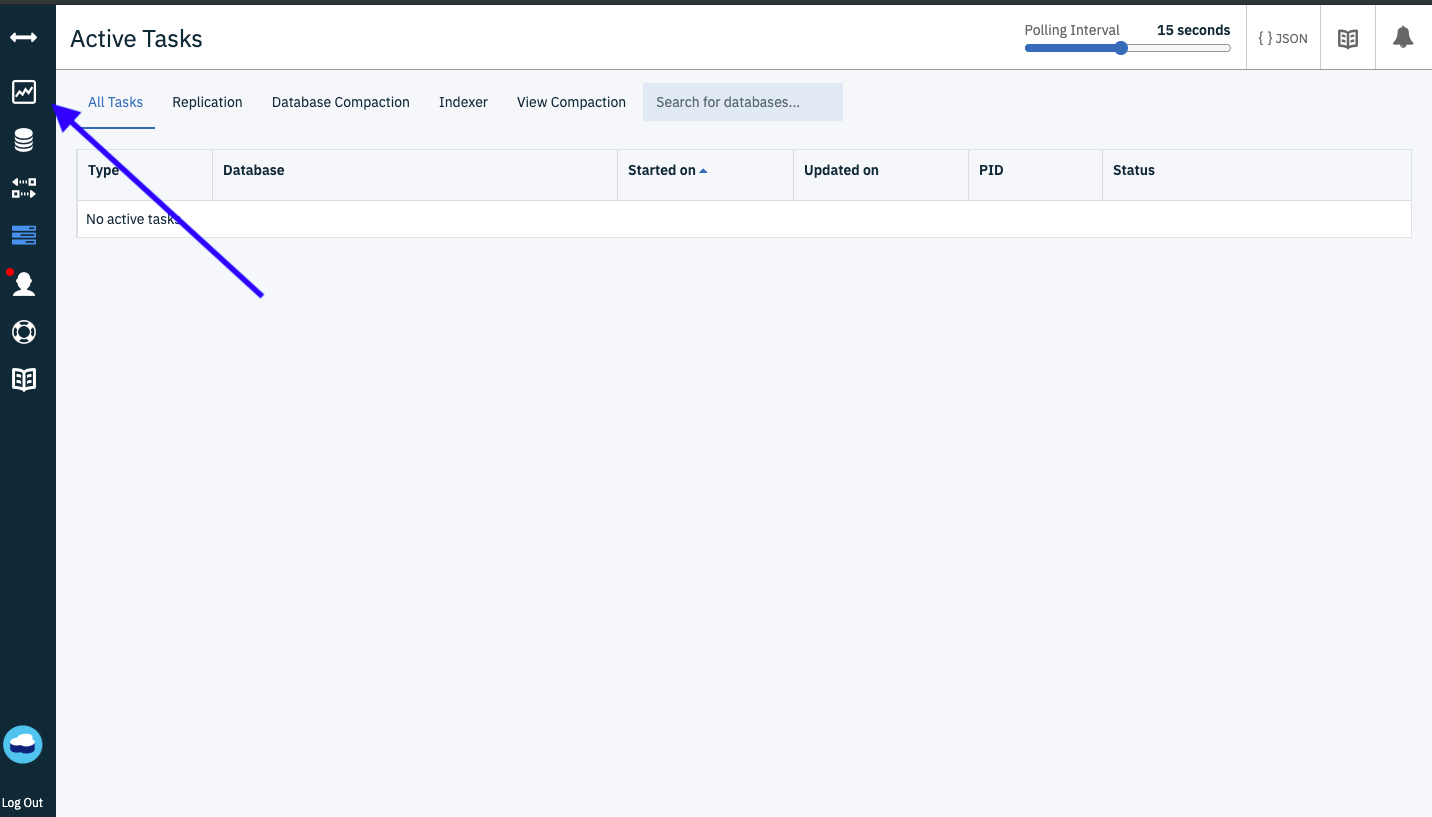 Active Tasks
Polling Interval 15 seconds
{ } JSON
All Tasks Replication Database Compaction Indexer View Compaction Search for databases...
Type Database Started on Updated on PID Status
No active tasks
Log Out